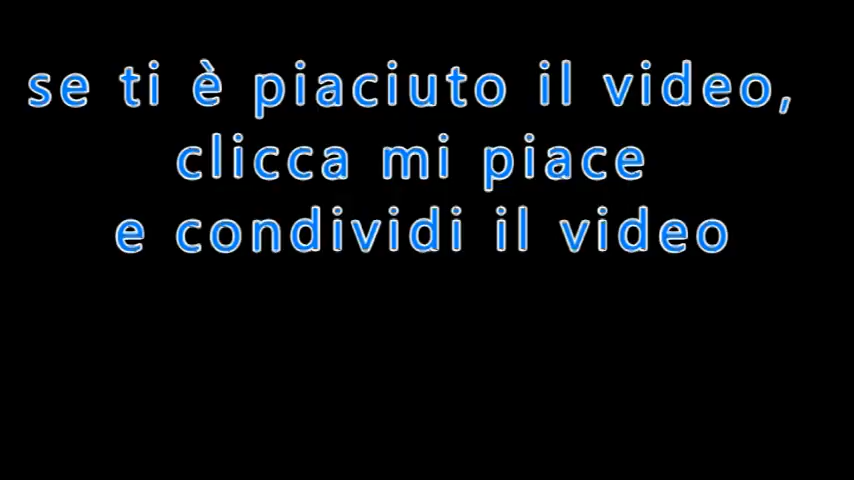 se ti è piaciuto il video,
clicca mi piace
e condividi il video